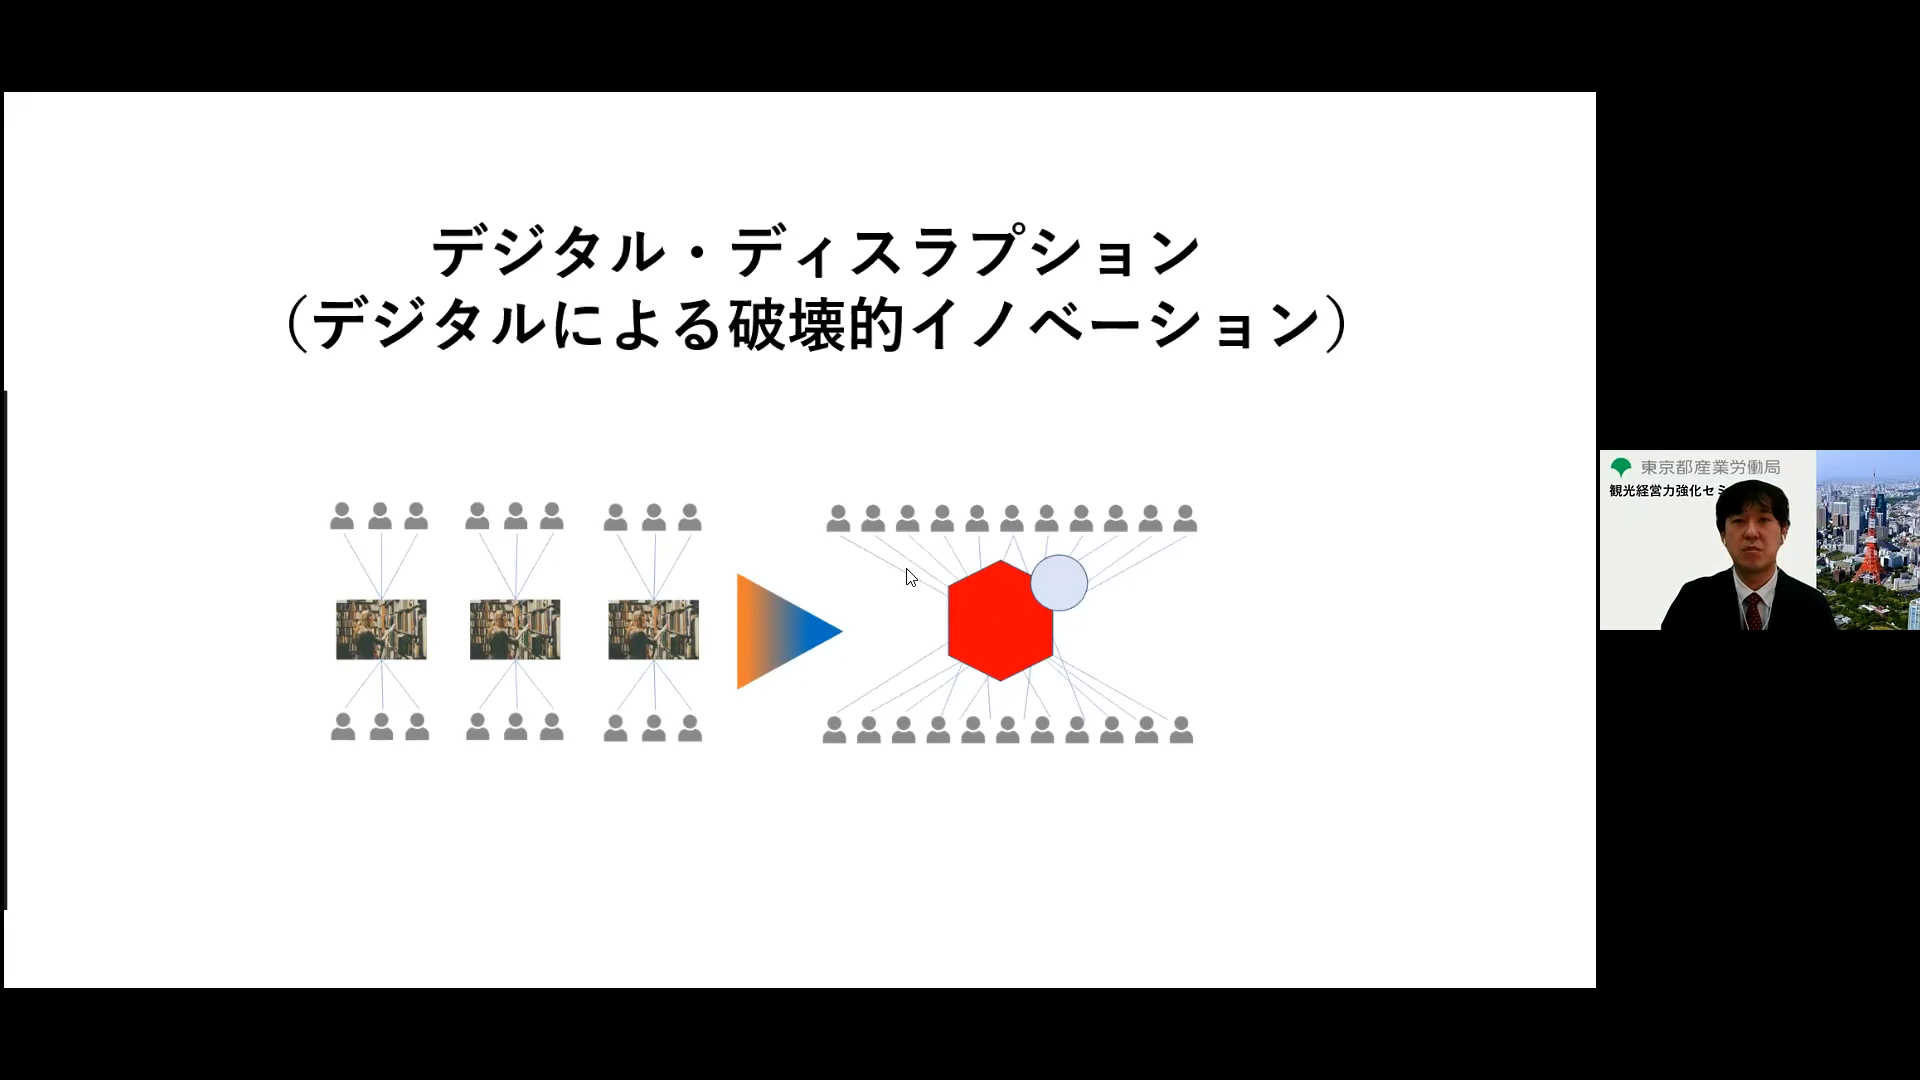 デジタル・ディスラプション
（デジタルによる破壊的イノベーション）
東京都産業労働局
観光経営力強化セミ